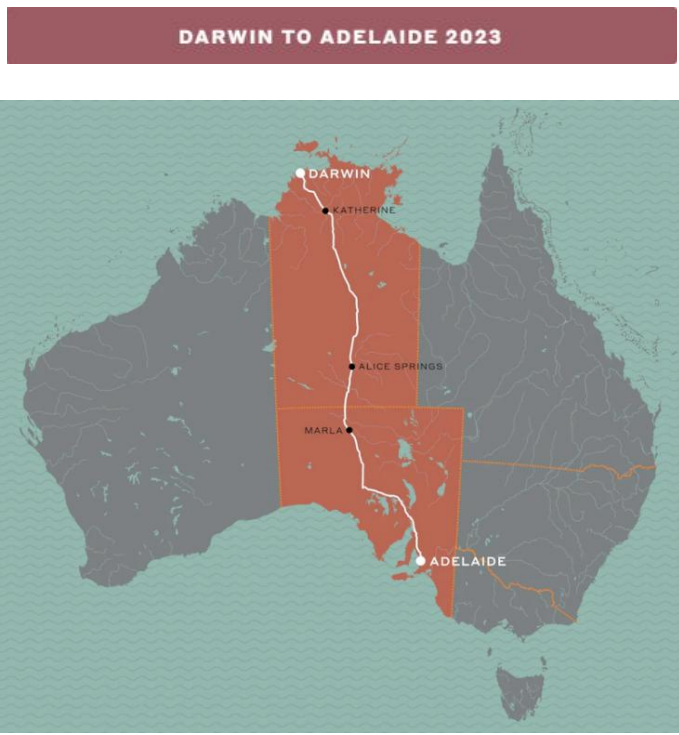 DARWIN TO ADELAIDE 2023
DARWIN
KATHERINE
ALICE SPRINGS
MARLA
ADELAIDE